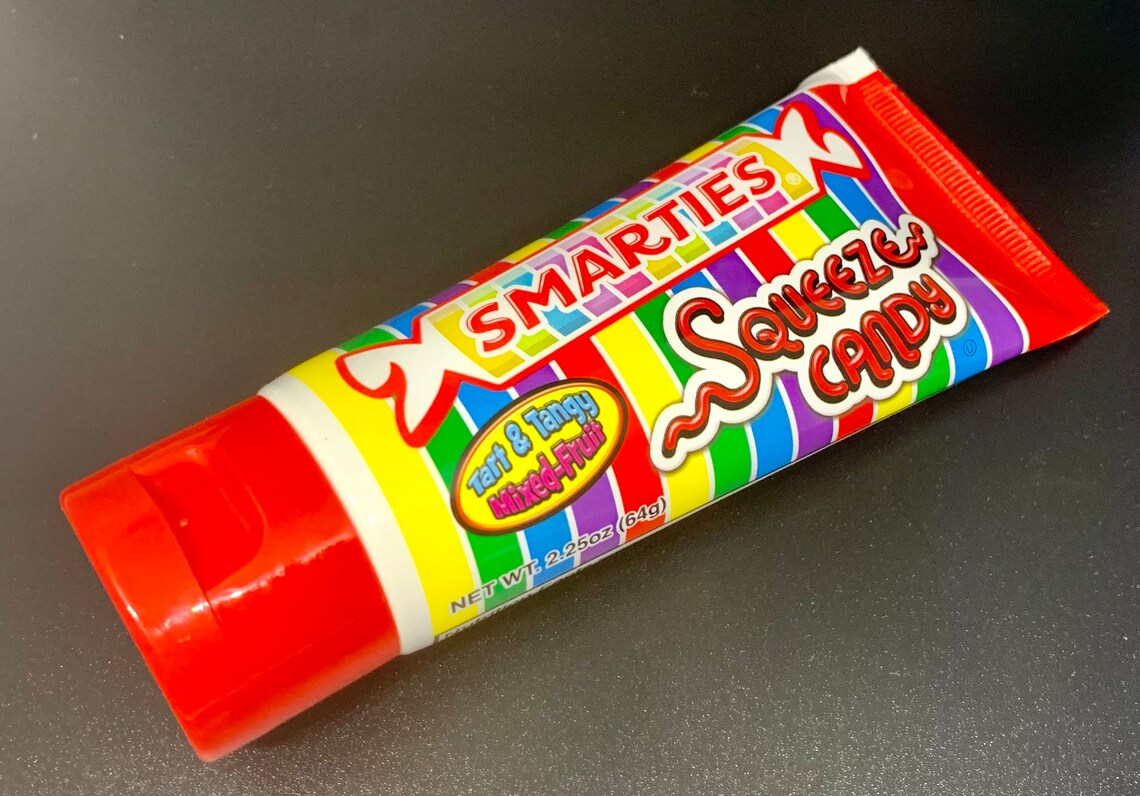 SMARTIES®
SQUEEZE
CANDY
Tart & Tangy
Mixed-Fruit
NET WT. 2.25oz (64g)
U